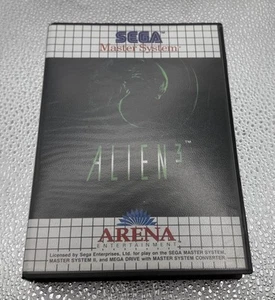 SEGA
Master System
ALIEN³
™
ARENA
ENTERTAINMENT
Licensed by Sega Enterprises, Ltd. for play on the SEGA MASTER SYSTEM,
MASTER SYSTEM II, and MEGA DRIVE with MASTER SYSTEM CONVERTER.